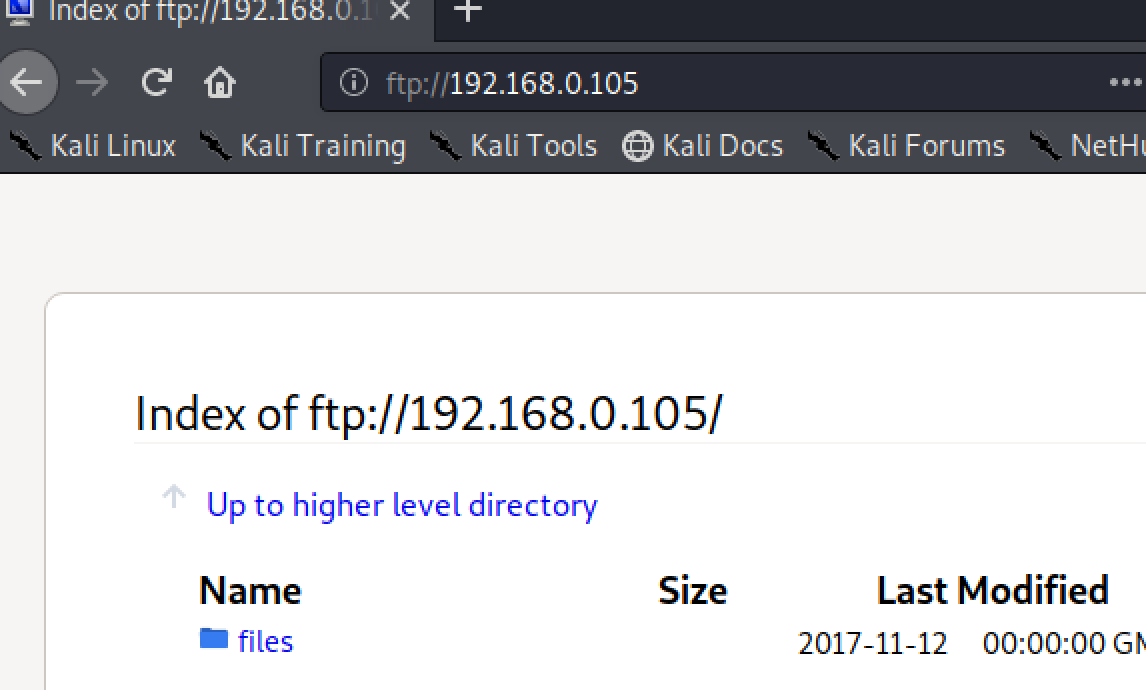 Index of ftp://192.168.0.1
ftp://192.168.0.105
Kali Linux Kali Training Kali Tools Kali Docs Kali Forums NetHu
Index of ftp://192.168.0.105/
Up to higher level directory
Name Size Last Modified
files 2017-11-12 00:00:00 GM